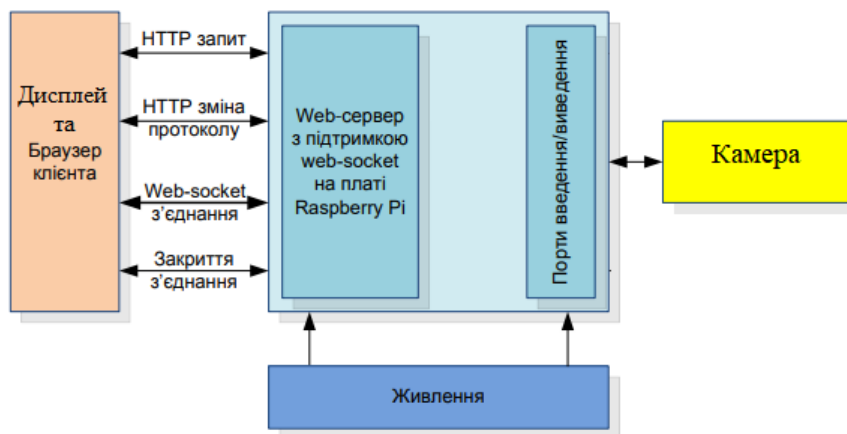 Дисплей
та
Браузер
клієнта
HTTP запит
HTTP зміна
протоколу
Web-socket
з’єднання
Закриття
з’єднання
Web-сервер
з підтримкою
web-socket
на платі
Raspberry Pi
Порти введення/виведення
Камера
Живлення